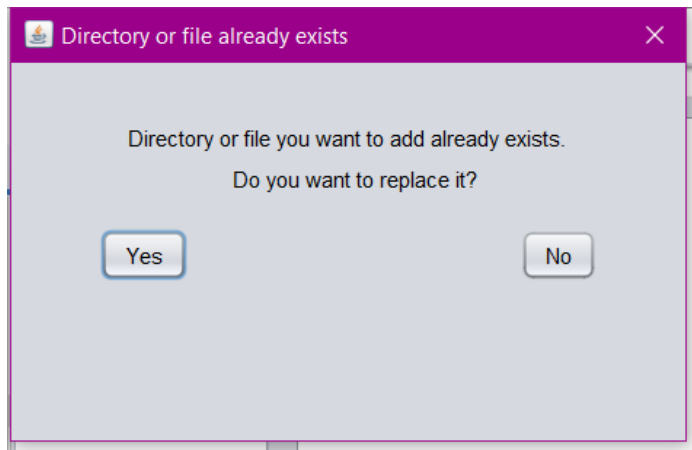 Directory or file already exists
Directory or file you want to add already exists.
Do you want to replace it?
Yes
No